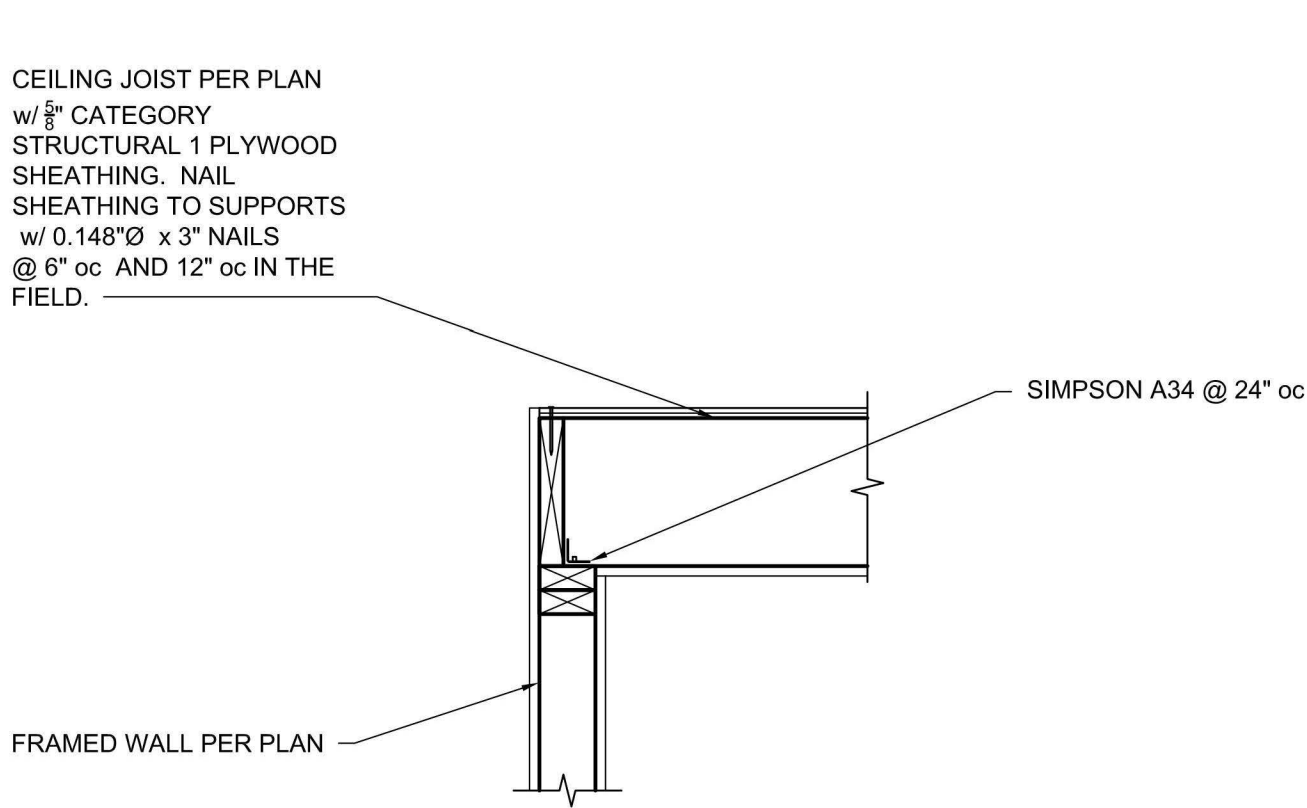 CEILING JOIST PER PLAN
w/ 5/8" CATEGORY
STRUCTURAL 1 PLYWOOD
SHEATHING. NAIL
SHEATHING TO SUPPORTS
w/ 0.148"Ø x 3" NAILS
@ 6" oc AND 12" oc IN THE
FIELD.
SIMPSON A34 @ 24" oc
FRAMED WALL PER PLAN